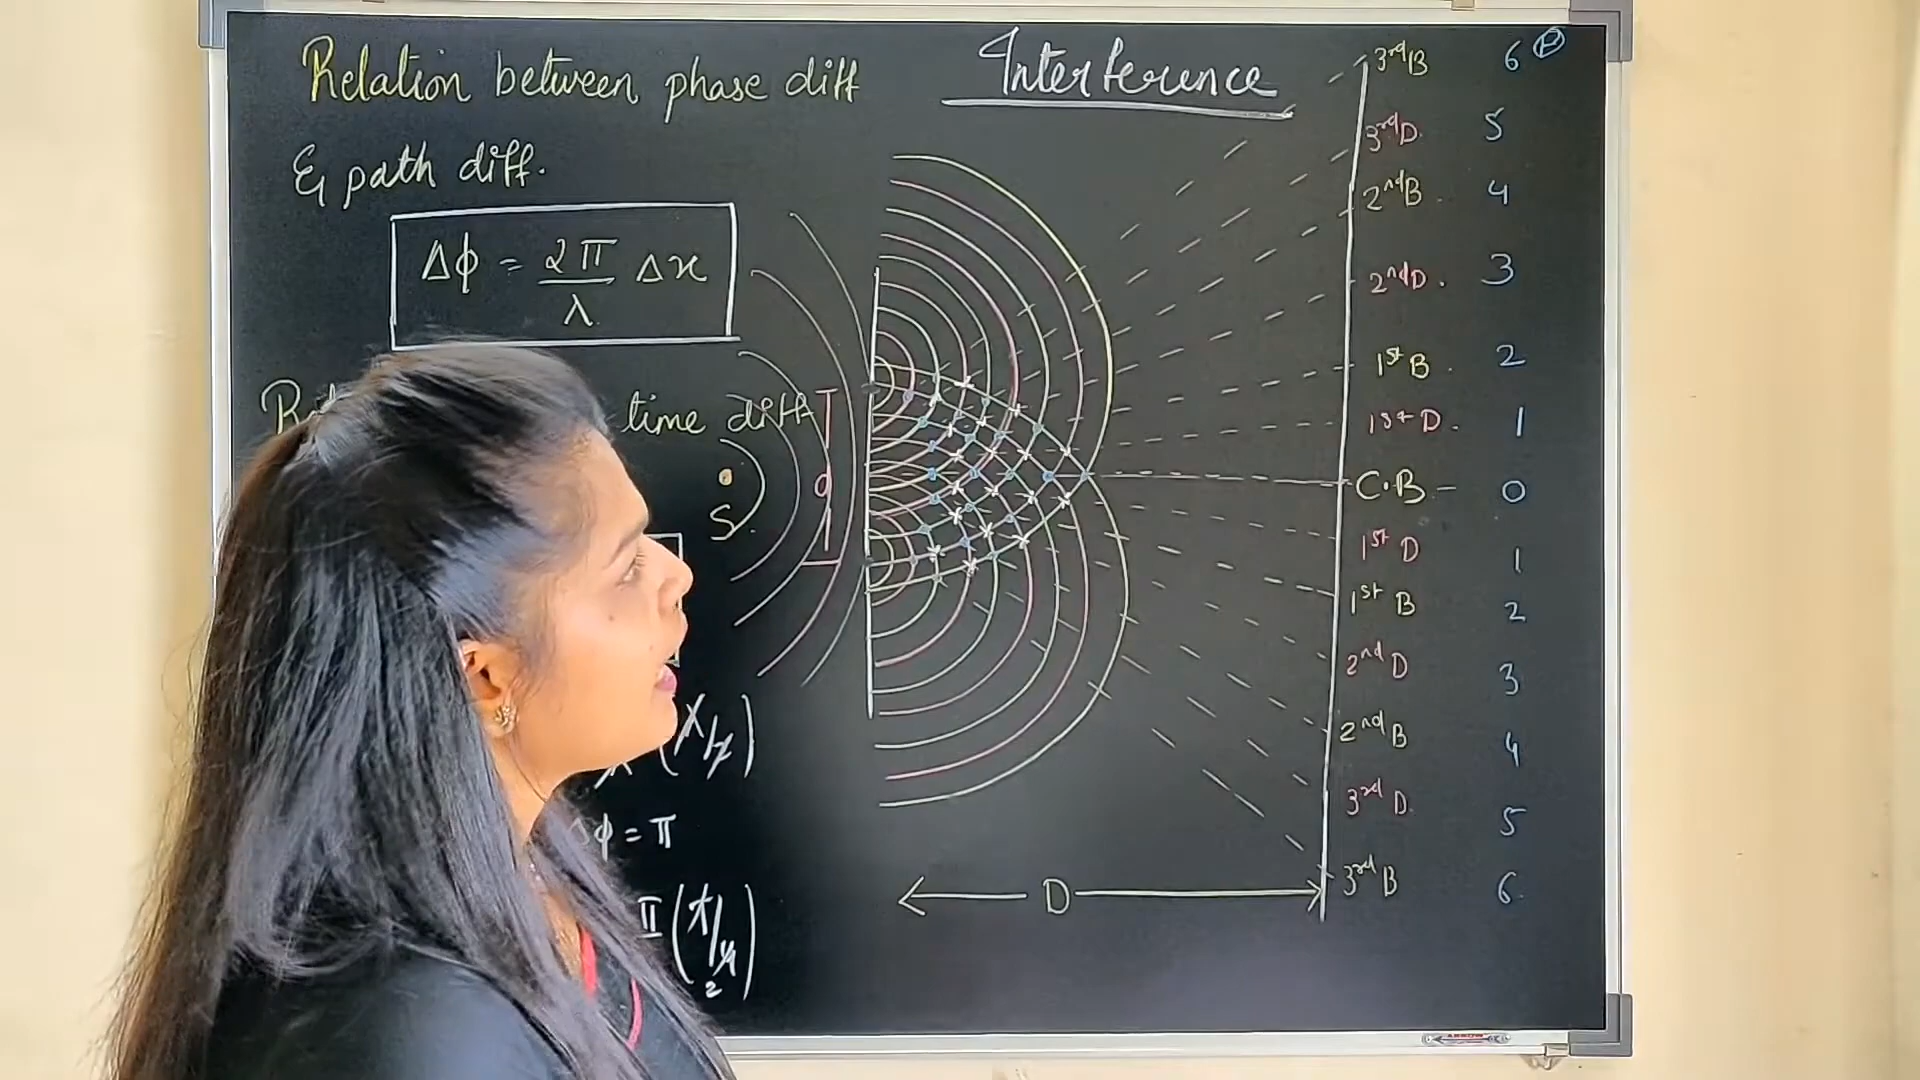 Relation between phase diff
& path diff.
Δϕ = 2π/λ Δx
time diff
Δϕ = π
Interference
S
d
D
3rd B 6
3rd D. 5
2nd B. 4
2nd D. 3
1st B. 2
1st D. 1
C.B - 0
1st D 1
1st B 2
2nd D 3
2nd B 4
3rd D. 5
3rd B 6.